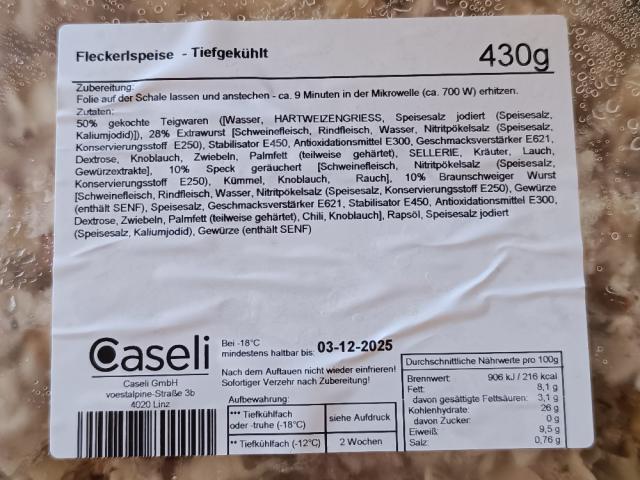 Fleckerlspeise - Tiefgekühlt
430g
Zubereitung:
Folie auf der Schale lassen und anstechen - ca. 9 Minuten in der Mikrowelle (ca. 700 W) erhitzen.
Zutaten:
50% gekochte Teigwaren ([Wasser, HARTWEIZENGRIESS, Speisesalz jodiert (Speisesalz,
Kaliumjodid)]), 28% Extrawurst [Schweinefleisch, Rindfleisch, Wasser, Nitritpökelsalz (Speisesalz,
Konservierungsstoff E250), Stabilisator E450, Antioxidationsmittel E300, Geschmacksverstärker E621,
Dextrose, Knoblauch, Zwiebeln, Palmfett (teilweise gehärtet), SELLERIE, Kräuter, Lauch,
Gewürzextrakte], 10% Speck geräuchert [Schweinefleisch, Nitritpökelsalz (Speisesalz,
Konservierungsstoff E250), Kümmel, Knoblauch, Rauch], 10% Braunschweiger Wurst
[Schweinefleisch, Rindfleisch, Wasser, Nitritpökelsalz (Speisesalz, Konservierungsstoff E250), Gewürze
(enthält SENF), Speisesalz, Geschmacksverstärker E621, Stabilisator E450, Antioxidationsmittel E300,
Dextrose, Zwiebeln, Palmfett (teilweise gehärtet), Chili, Knoblauch], Rapsöl, Speisesalz jodiert
(Speisesalz, Kaliumjodid), Gewürze (enthält SENF)
Caseli
Caseli GmbH
voestalpine-Straße 3b
4020 Linz
Bei -18°C
mindestens haltbar bis: 03-12-2025
Nach dem Auftauen nicht wieder einfrieren!
Sofortiger Verzehr nach Zubereitung!
Aufbewahrung:
*** Tiefkühlfach
oder -truhe (-18°C) siehe Aufdruck
** Tiefkühlfach (-12°C) 2 Wochen
Durchschnittliche Nährwerte pro 100g
Brennwert: 906 kJ / 216 kcal
Fett: 8,1 g
davon gesättigte Fettsäuren: 3,1 g
Kohlenhydrate: 26 g
davon Zucker: 0 g
Eiweiß: 9,5 g
Salz: 0,76 g